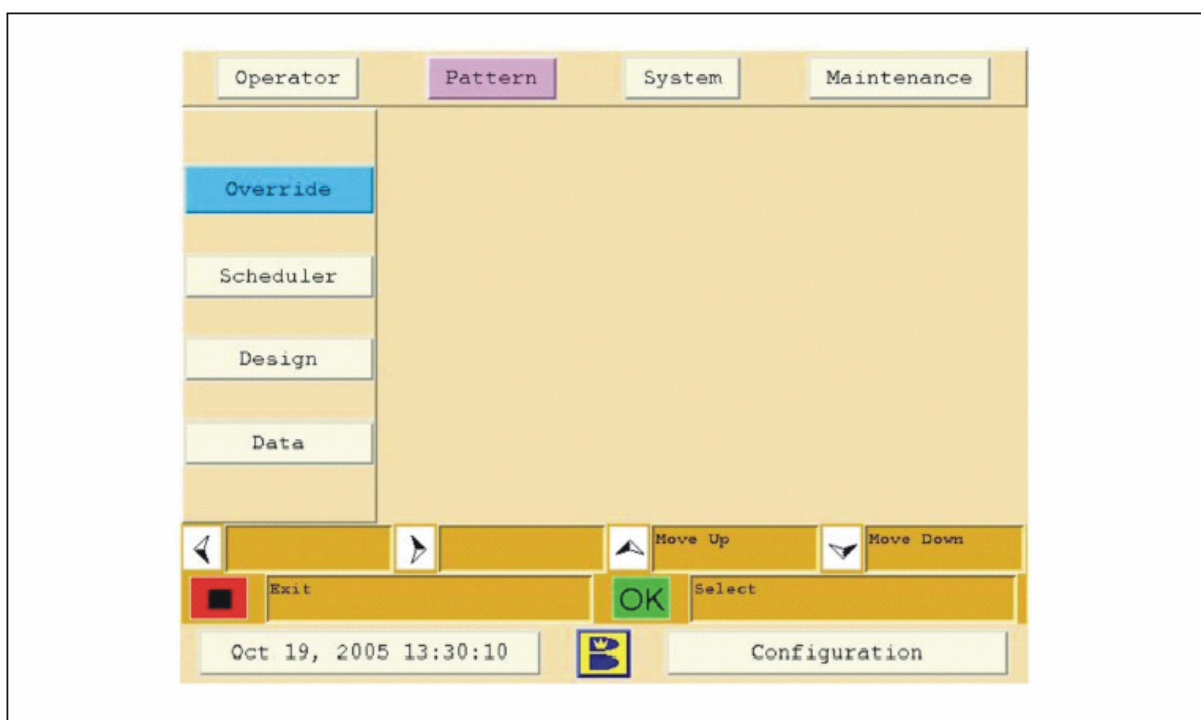 Operator Pattern System Maintenance
Override
Scheduler
Design
Data
Move Up Move Down
Exit OK Select
Oct 19, 2005 13:30:10 Configuration